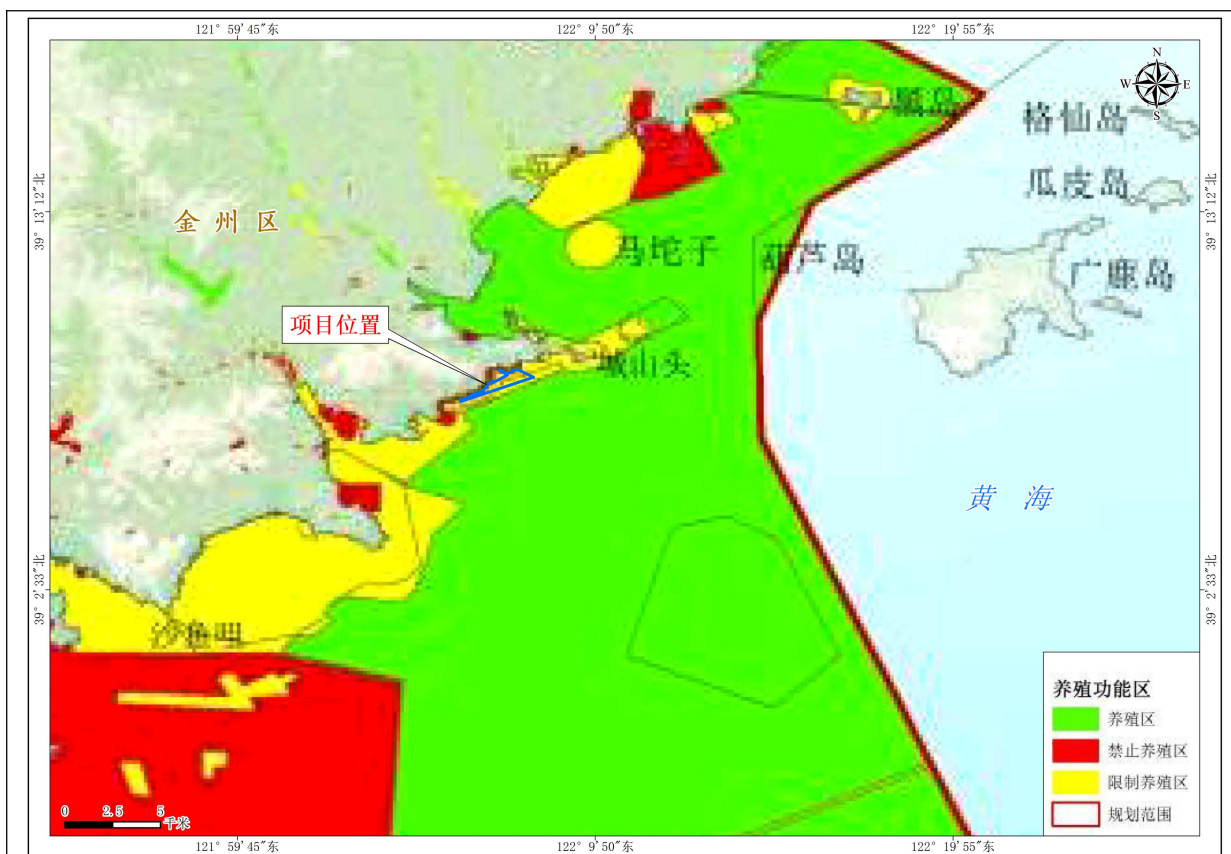 121° 59′45″东
122° 9′50″东
122° 19′55″东
N
W
E
S
格仙岛
瓜皮岛
39° 13′12″北
39° 13′12″北
金州区
马坨子
葫芦岛
广鹿岛
项目位置
城山头
黄海
39° 2′33″北
39° 2′33″北
养殖功能区
养殖区
禁止养殖区
限制养殖区
规划范围
0 2.5 5
千米
121° 59′45″东
122° 9′50″东
122° 19′55″东